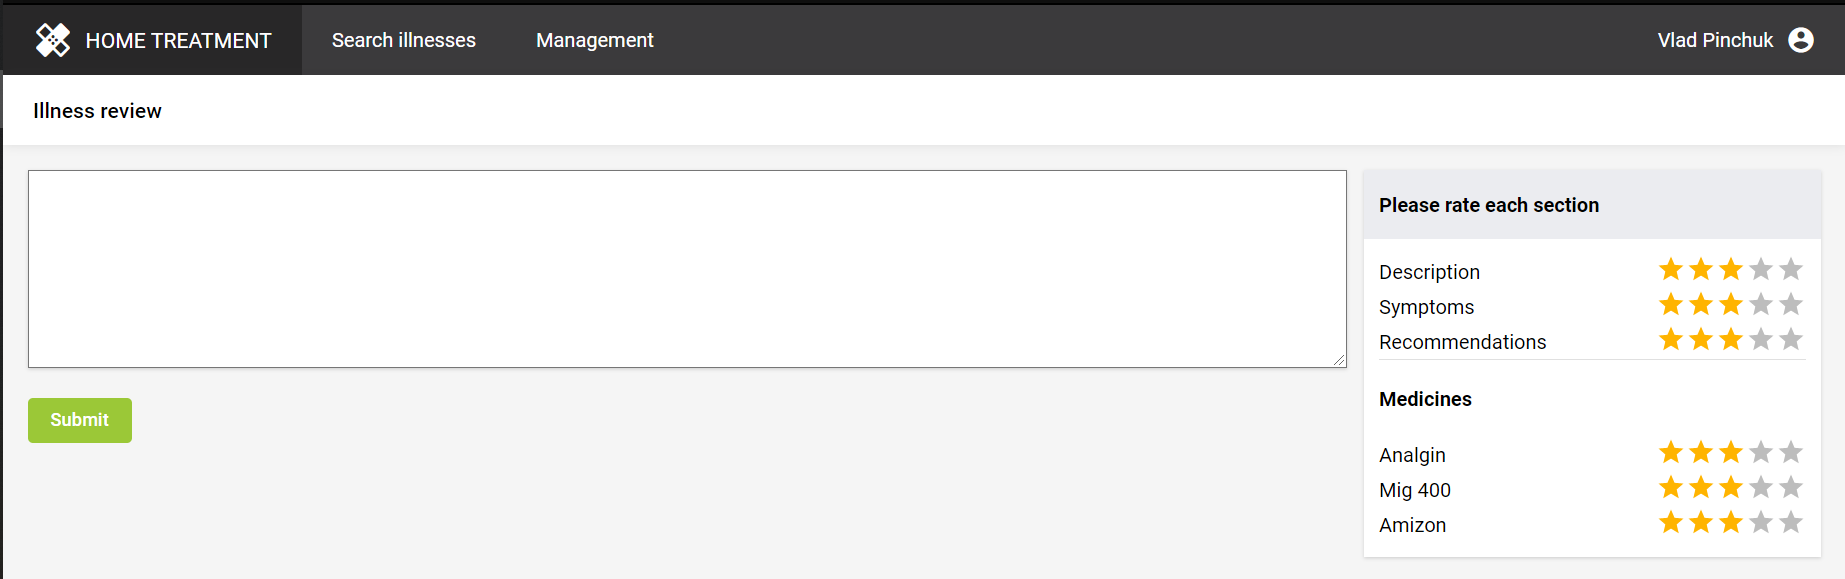 HOME TREATMENT Search illnesses Management Vlad Pinchuk
Illness review
Please rate each section
Description
Symptoms
Recommendations
Medicines
Submit
Analgin
Mig 400
Amizon